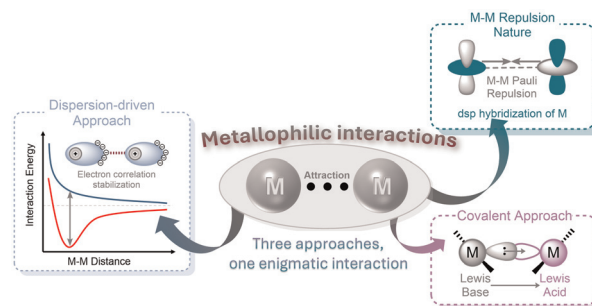 M-M Repulsion
Nature
M-M Pauli
Repulsion
dsp hybridization of M
Dispersion-driven
Approach
Electron correlation
stabilization
Interaction Energy
M-M Distance
Metallophilic interactions
Attraction
M
M
Three approaches,
one enigmatic interaction
Covalent Approach
M
M
Lewis
Base
Lewis
Acid